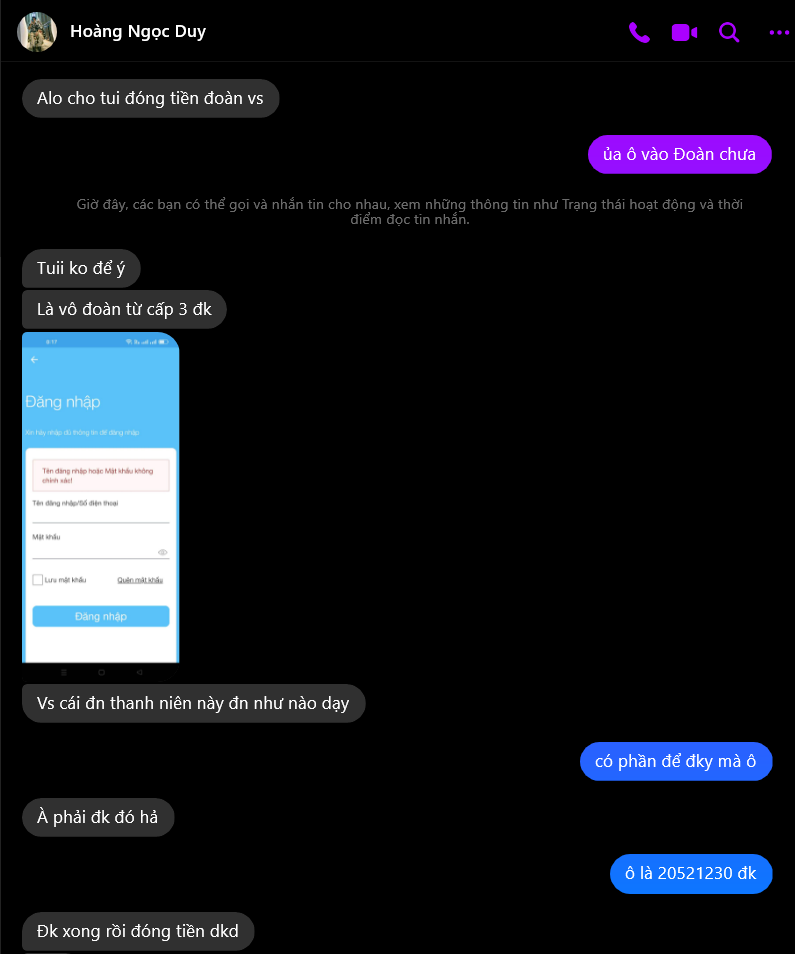 Hoàng Ngọc Duy
Alo cho tui đóng tiền đoàn vs
ủa ô vào Đoàn chưa
Giờ đây, các bạn có thể gọi và nhắn tin cho nhau, xem những thông tin như Trạng thái hoạt động và thời
điểm đọc tin nhắn.
Tuii ko để ý
Là vô đoàn từ cấp 3 đk
9:17
Đăng nhập
Xin hãy nhập đủ thông tin để đăng nhập
Tên đăng nhập hoặc Mật khẩu không
chính xác!
Tên đăng nhập/Số điện thoại
Mật khẩu
Lưu mật khẩu
Quên mật khẩu
Đăng nhập
Vs cái đn thanh niên này đn như nào dạy
có phần để đky mà ô
À phải đk đó hả
ô là 20521230 đk
Đk xong rồi đóng tiền dkd